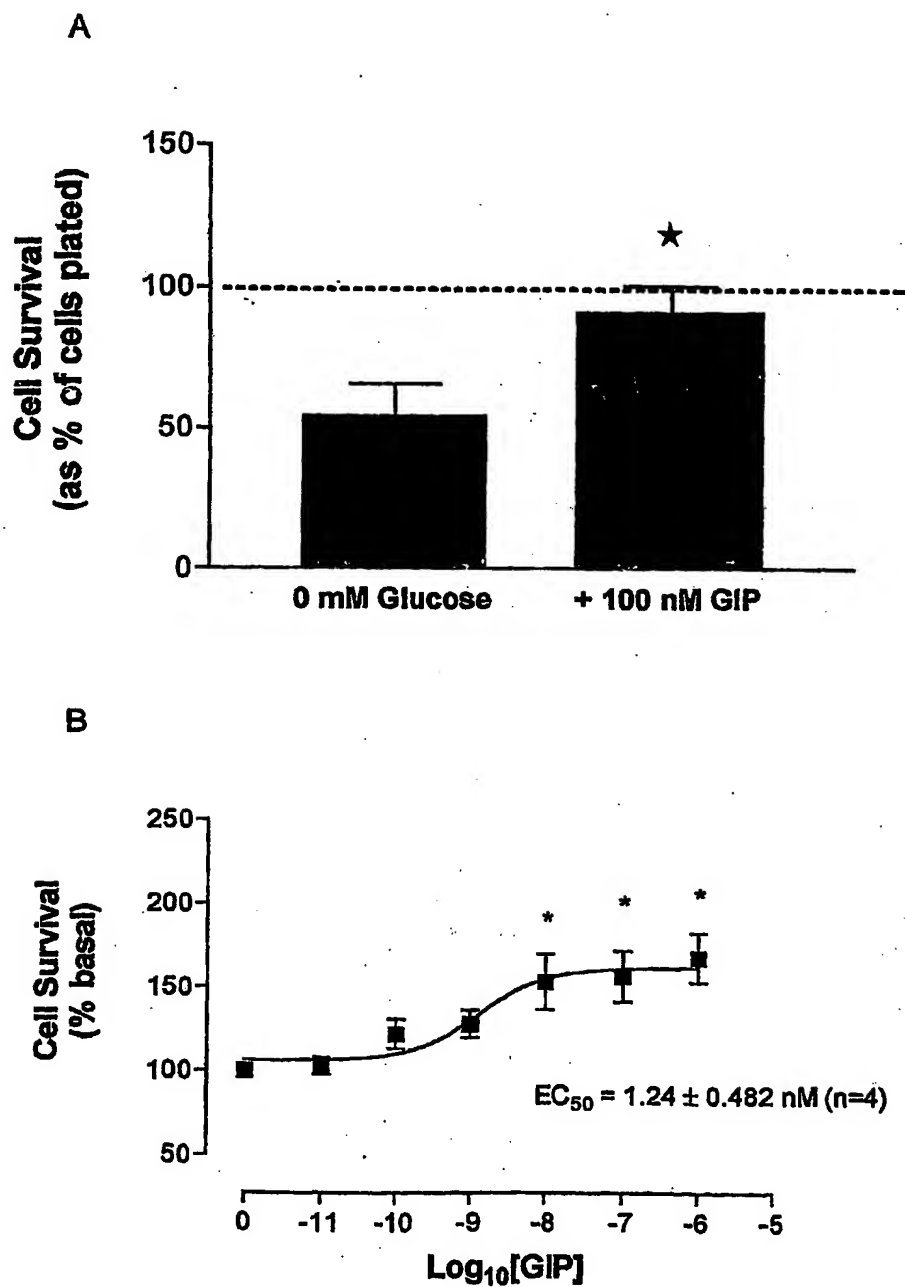 A
150
100
50
0
Cell Survival
(as % of cells plated)
★
0 mM Glucose
+ 100 nM GIP
B
250
200
150
100
50
Cell Survival
(% basal)
* * *
EC₅₀ = 1.24 ± 0.482 nM (n=4)
0 -11 -10 -9 -8 -7 -6 -5
Log₁₀[GIP]